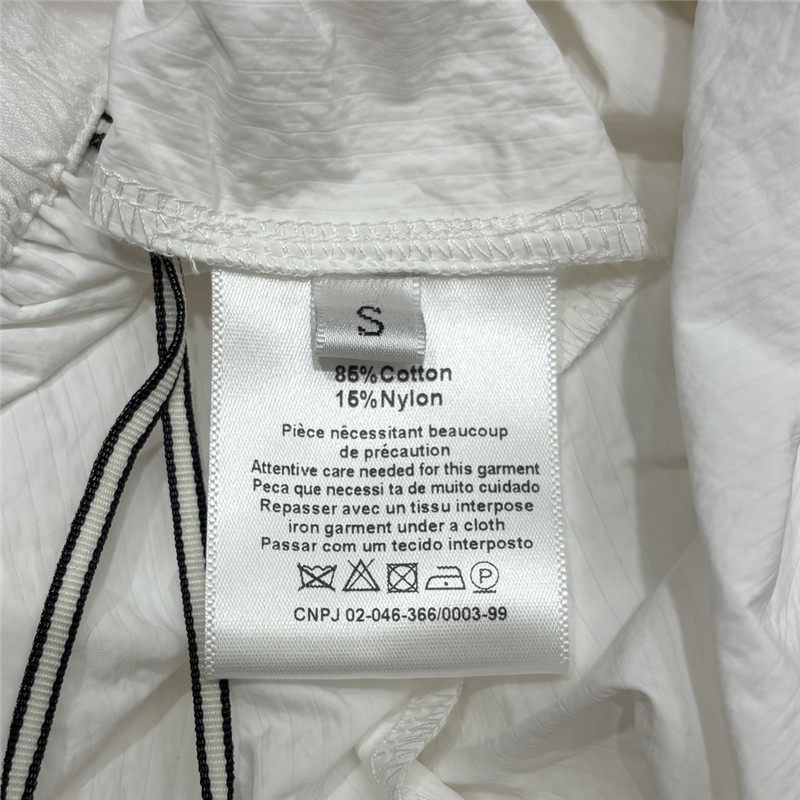 S
85%Cotton
15%Nylon
Pièce nêcessitant beaucoup
de précaution
Attentive care needed for this garment
Peca que necessi ta de muito cuidado
Repasser avec un tissu interpose
iron garment under a cloth
Passar com um tecido interposto
P
CNPJ 02-046-366/0003-99